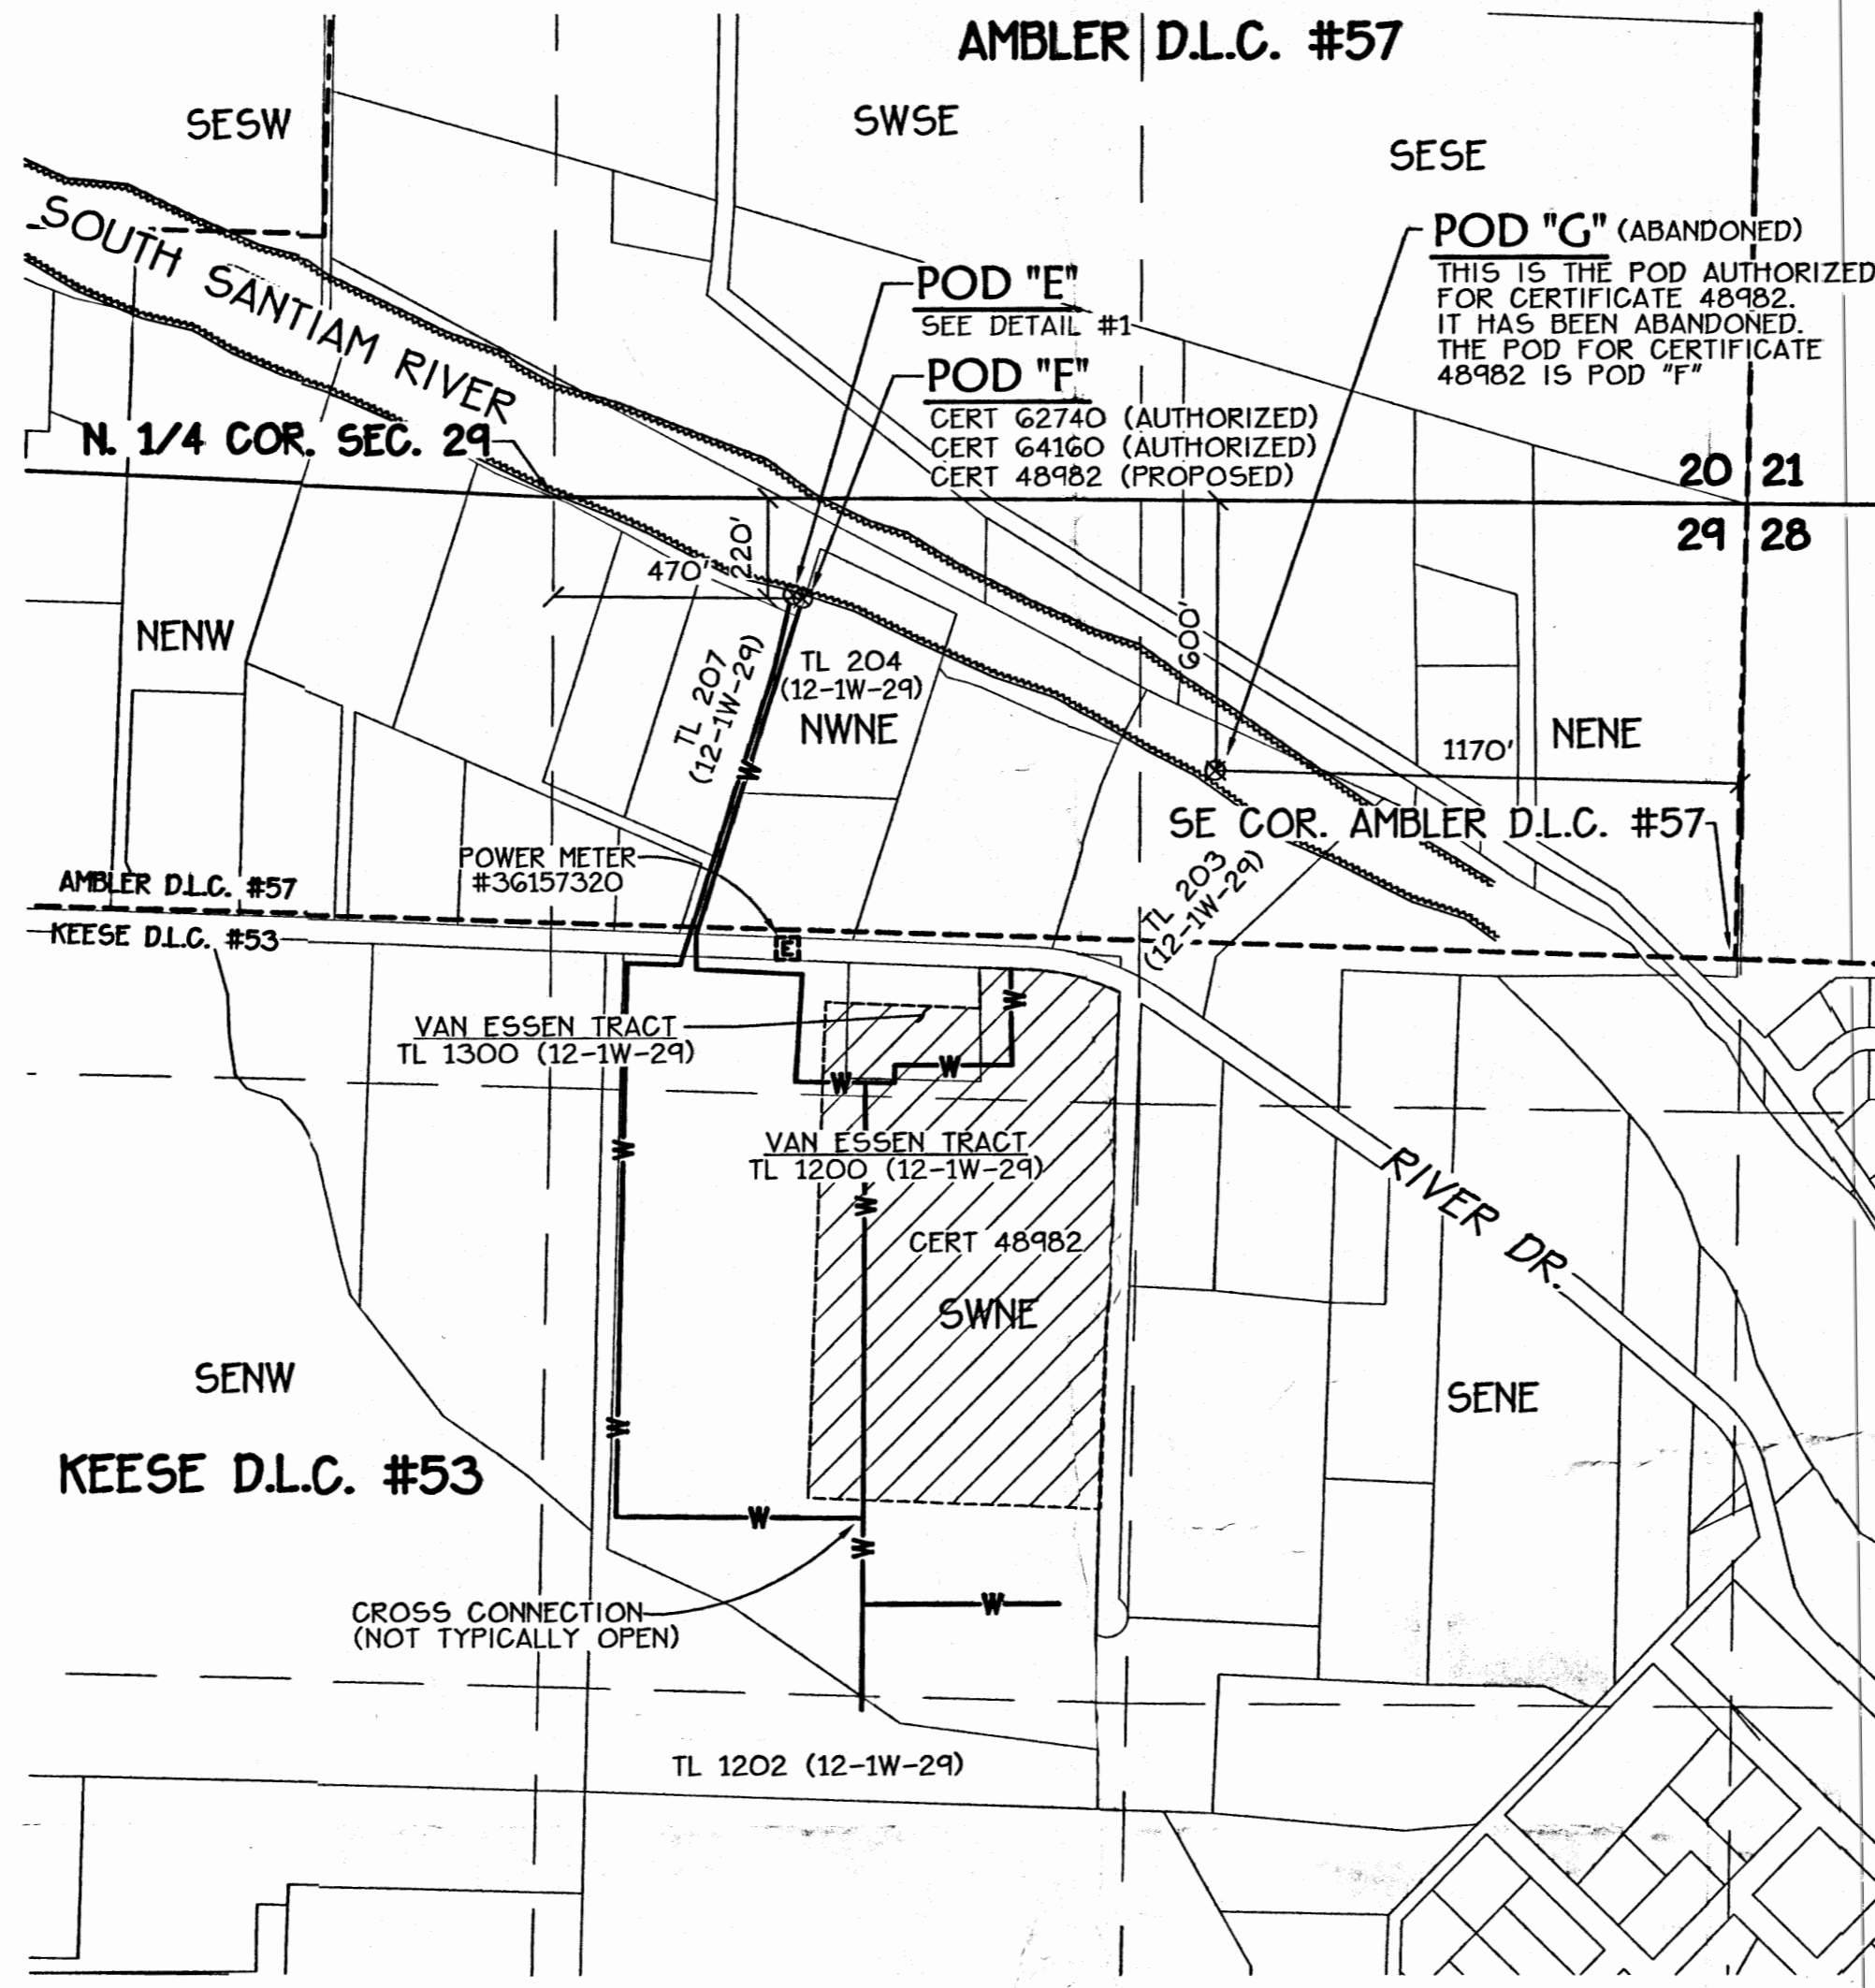 AMBLER D.L.C. #57
SESW
SWSE
SESE
SOUTH SANTIAM RIVER
POD "E"
SEE DETAIL #1
POD "F"
CERT 62740 (AUTHORIZED)
CERT 64160 (AUTHORIZED)
CERT 48982 (PROPOSED)
POD "G" (ABANDONED)
THIS IS THE POD AUTHORIZED
FOR CERTIFICATE 48982.
IT HAS BEEN ABANDONED.
THE POD FOR CERTIFICATE
48982 IS POD "F"
N. 1/4 COR. SEC. 29
20 21
29 28
470'
220'
600'
1170'
NENW
TL 207
(12-1W-29)
TL 204
(12-1W-29)
NWNE
NENE
W
SE COR. AMBLER D.L.C. #57
TL 203
(12-1W-29)
POWER METER
#36157320
AMBLER D.L.C. #57
KEESE D.L.C. #53
E
VAN ESSEN TRACT
TL 1300 (12-1W-29)
W
W
W
W
VAN ESSEN TRACT
TL 1200 (12-1W-29)
W
CERT 48982
SWNE
RIVER DR.
SENW
SENE
W
KEESE D.L.C. #53
W
W
W
CROSS CONNECTION
(NOT TYPICALLY OPEN)
TL 1202 (12-1W-29)